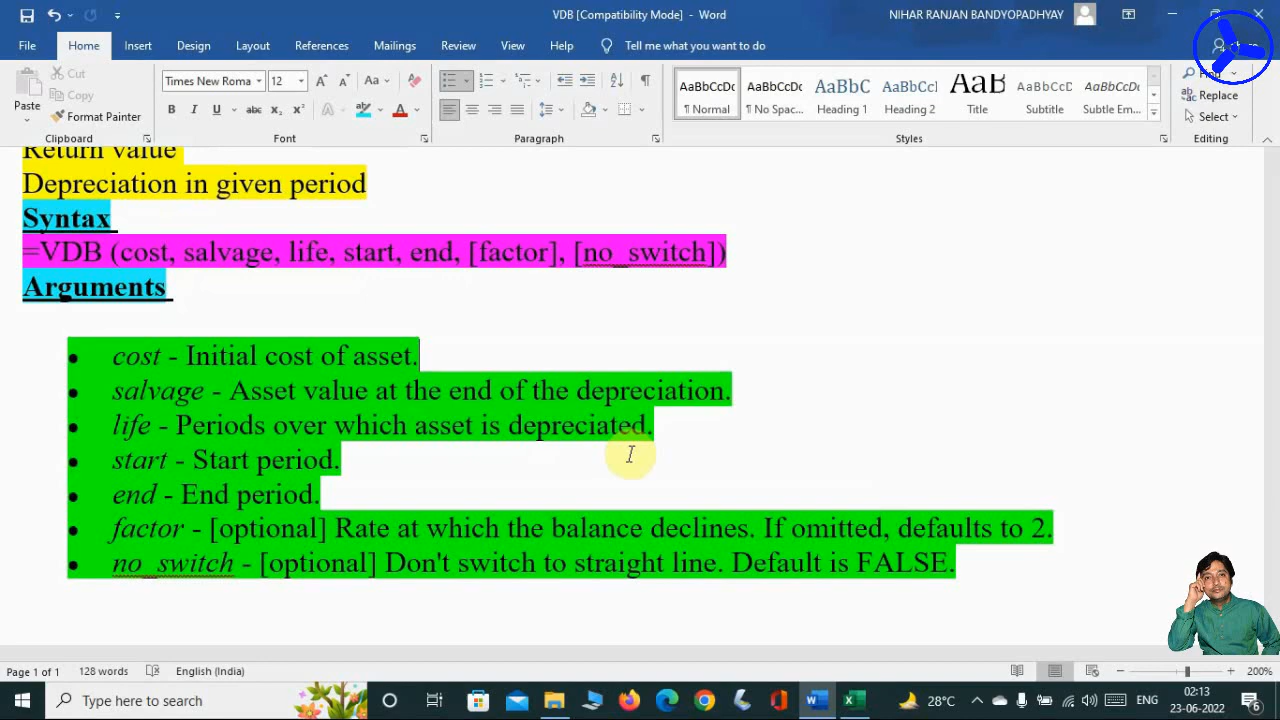 VDB [Compatibility Mode] - Word
NIHAR RANJAN BANDYOPADHYAY
File Home Insert Design Layout References Mailings Review View Help Tell me what you want to do
Cut
Copy
Format Painter
Paste
Clipboard
Times New Roma 12
Font
Paragraph
AaBbCcDc AaBbCcDc AaBbC AaBbCcl AaB AaBbCcD AaBbCcDc
¶ Normal ¶ No Spac... Heading 1 Heading 2 Title Subtitle Subtle Em...
Styles
Replace
Select
Editing
Return value
Depreciation in given period
Syntax
=VDB (cost, salvage, life, start, end, [factor], [no_switch])
Arguments
• cost - Initial cost of asset.
• salvage - Asset value at the end of the depreciation.
• life - Periods over which asset is depreciated.
• start - Start period.
• end - End period.
• factor - [optional] Rate at which the balance declines. If omitted, defaults to 2.
• no_switch - [optional] Don't switch to straight line. Default is FALSE.
Page 1 of 1 128 words English (India) 200%
Type here to search
28°C ENG 02:13
23-06-2022
6